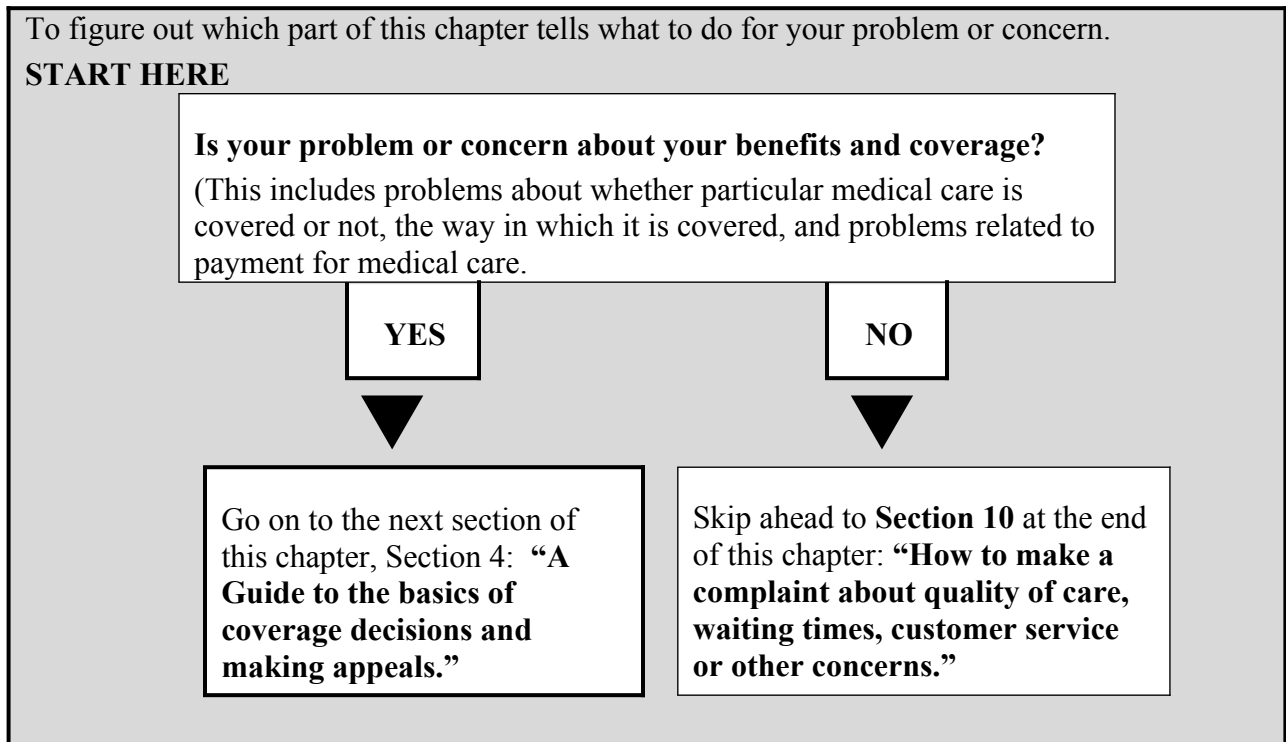 To figure out which part of this chapter tells what to do for your problem or concern.
START HERE
Is your problem or concern about your benefits and coverage?
(This includes problems about whether particular medical care is
covered or not, the way in which it is covered, and problems related to
payment for medical care.
YES
NO
Go on to the next section of
this chapter, Section 4: “A
Guide to the basics of
coverage decisions and
making appeals.”
Skip ahead to Section 10 at the end
of this chapter: “How to make a
complaint about quality of care,
waiting times, customer service
or other concerns.”